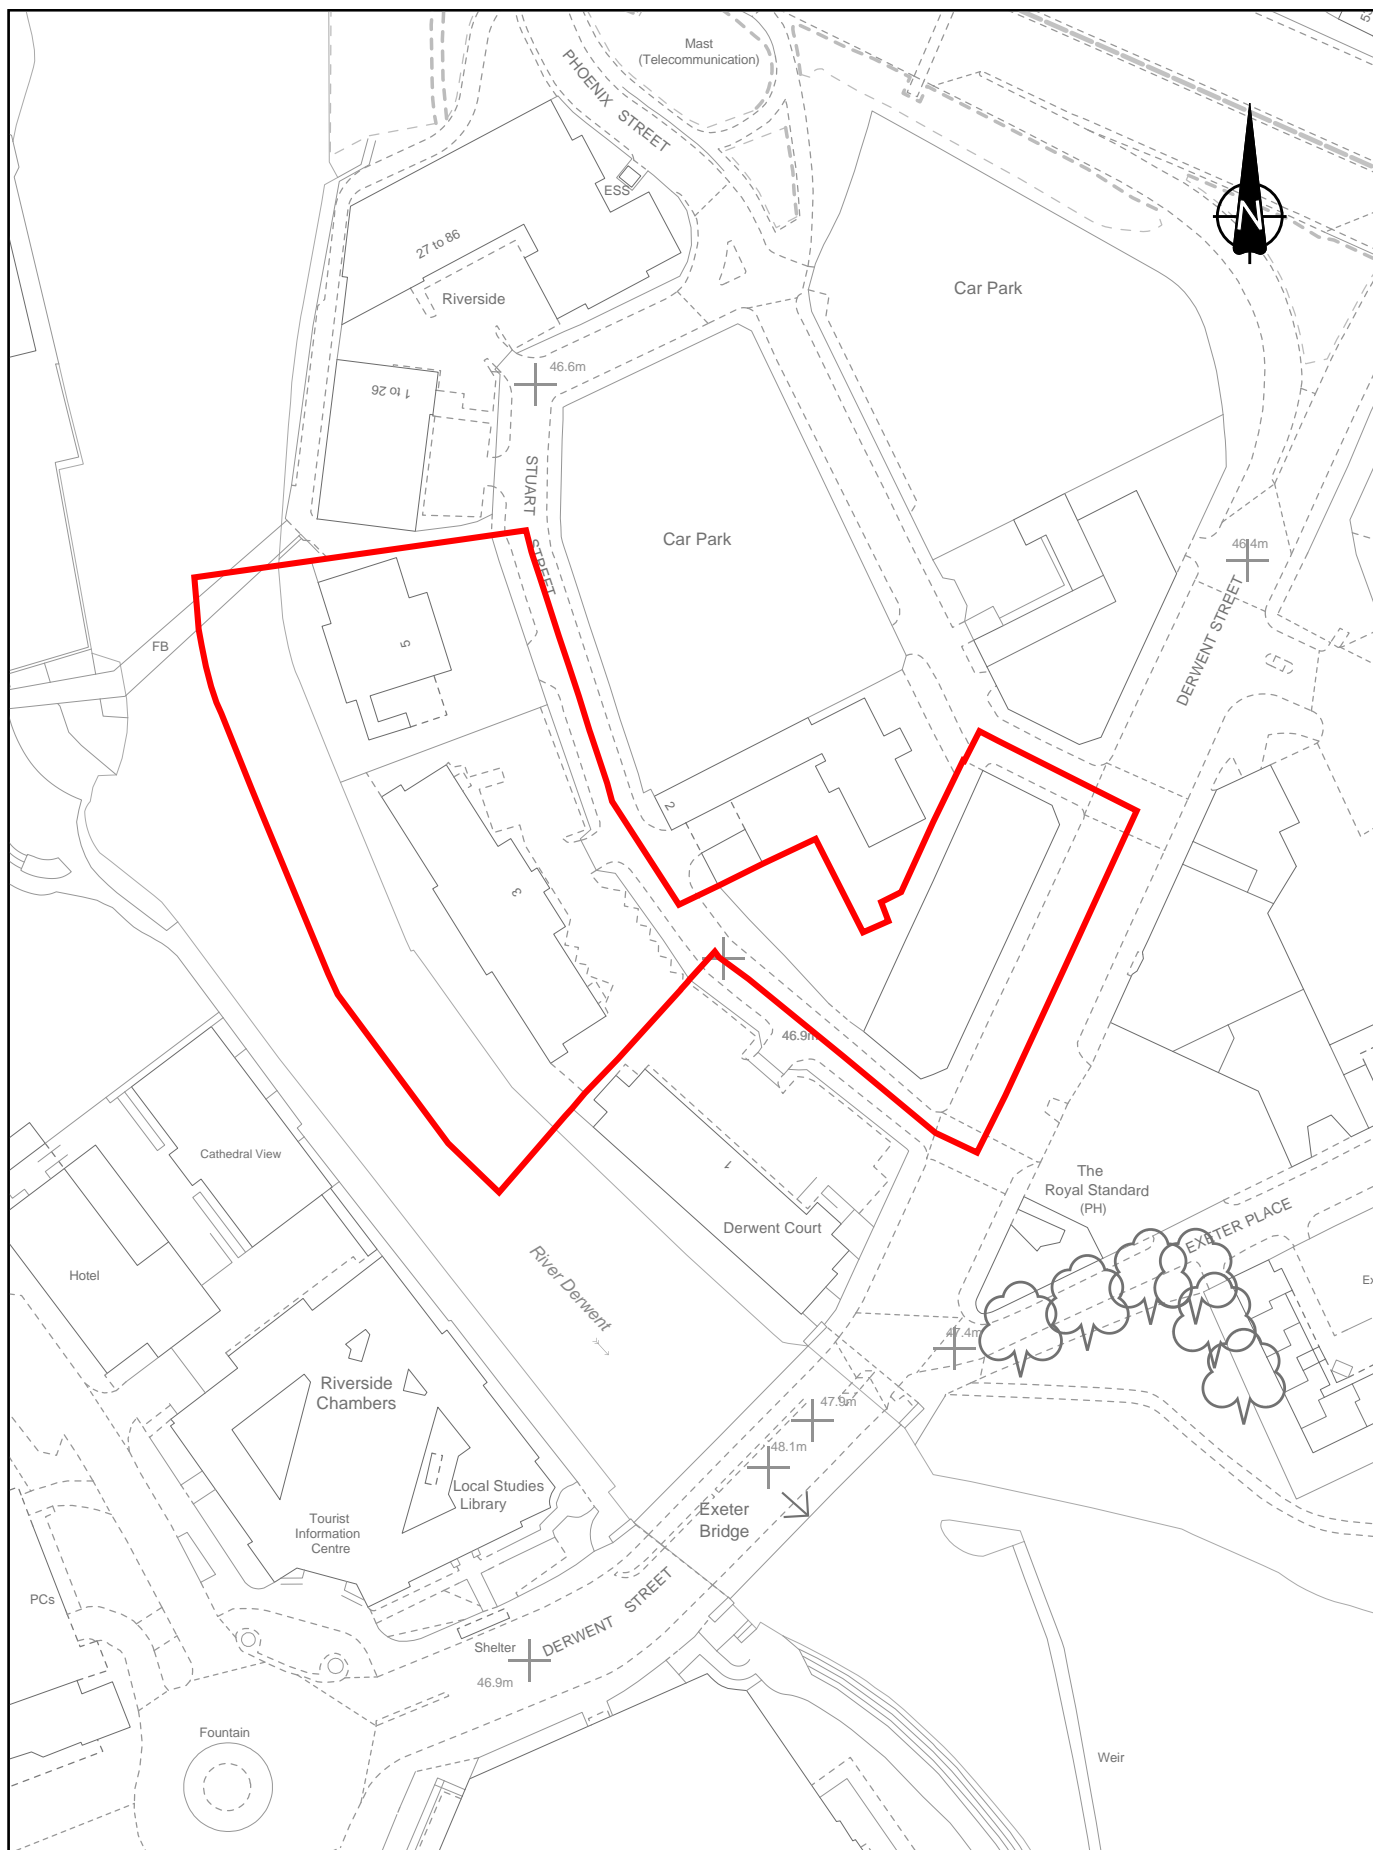 Mast
(Telecommunication)
PHOENIX STREET
ESS
N
27 to 86
Riverside
Car Park
46.6m
1 to 26
STUART STREET
Car Park
46.4m
DERWENT STREET
FB
5
2
3
46.9m
Cathedral View
1
The
Royal Standard
(PH)
Derwent Court
EXETER PLACE
Hotel
River Derwent
47.4m
Riverside
Chambers
47.9m
48.1m
Local Studies
Library
Exeter
Bridge
Tourist
Information
Centre
PCs
DERWENT STREET
Shelter
46.9m
Fountain
Weir